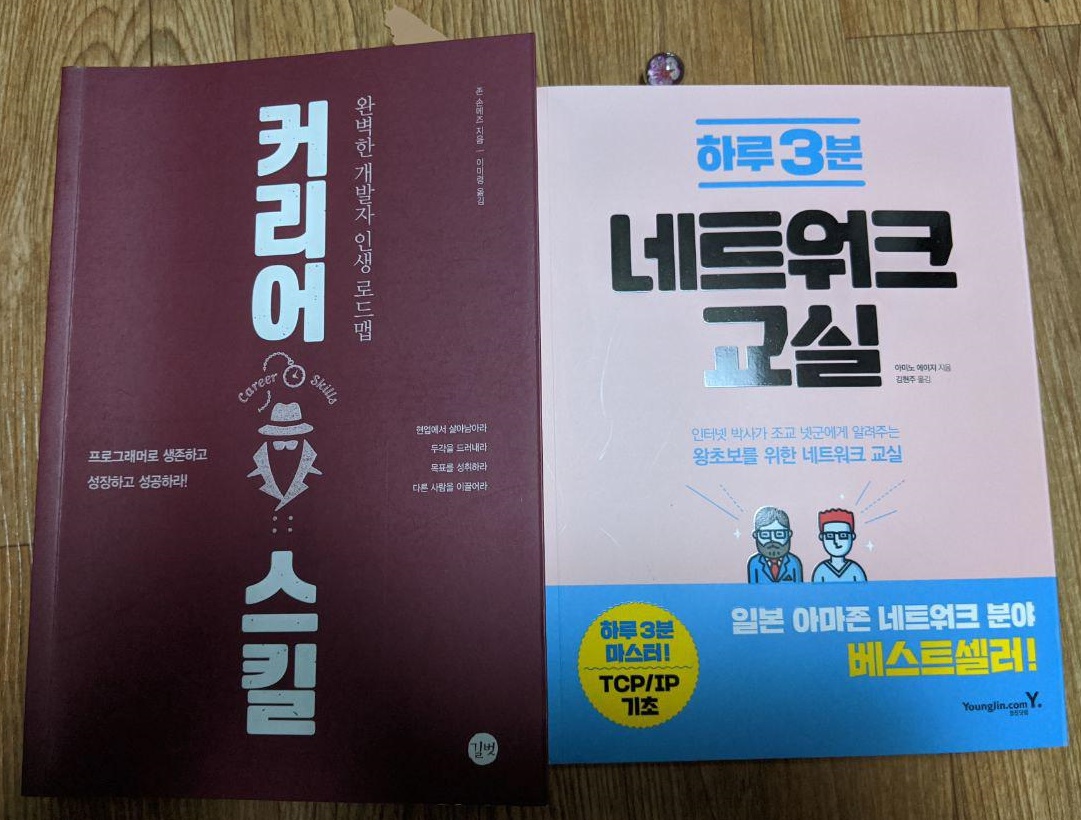 커리어
스킬
완벽한 개발자 인생 로드맵
존 손메즈 지음 | 이미령 옮김
Career Skills
프로그래머로 생존하고
성장하고 성공하라!
현업에서 살아남아라
두각을 드러내라
목표를 성취하라
다른 사람을 이끌어라
길벗
하루 3분
네트워크
교실
아미노 에이지 지음
김현주 옮김
인터넷 박사가 조교 넷군에게 알려주는
왕초보를 위한 네트워크 교실
하루 3분
마스터!
TCP/IP
기초
일본 아마존 네트워크 분야
베스트셀러!
YoungJin.com Y.
영진닷컴